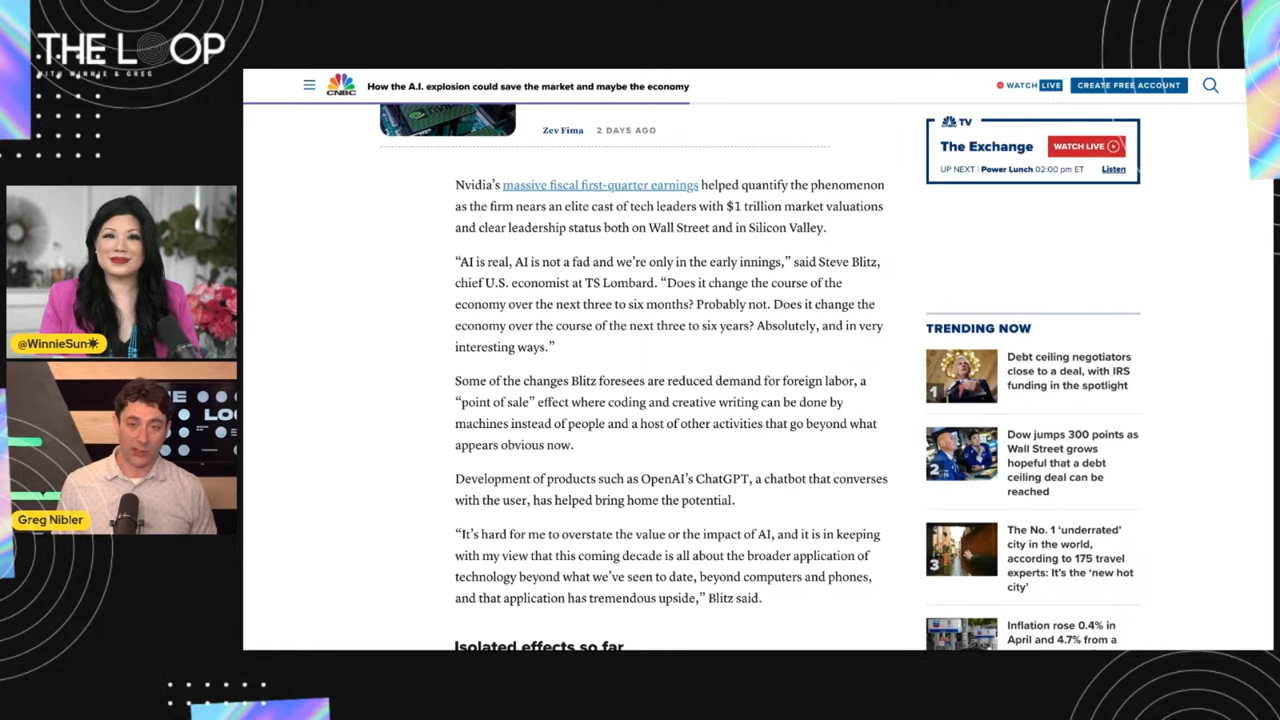 THE LOOP
WITH WINNIE & GREG
CNBC
How the A.I. explosion could save the market and maybe the economy
WATCH LIVE
CREATE FREE ACCOUNT
Zev Fima 2 DAYS AGO
Nvidia's massive fiscal first-quarter earnings helped quantify the phenomenon
as the firm nears an elite cast of tech leaders with $1 trillion market valuations
and clear leadership status both on Wall Street and in Silicon Valley.
“AI is real, AI is not a fad and we're only in the early innings,” said Steve Blitz,
chief U.S. economist at TS Lombard. “Does it change the course of the
economy over the next three to six months? Probably not. Does it change the
economy over the course of the next three to six years? Absolutely, and in very
interesting ways.”
Some of the changes Blitz foresees are reduced demand for foreign labor, a
“point of sale” effect where coding and creative writing can be done by
machines instead of people and a host of other activities that go beyond what
appears obvious now.
Development of products such as OpenAI's ChatGPT, a chatbot that converses
with the user, has helped bring home the potential.
“It's hard for me to overstate the value or the impact of AI, and it is in keeping
with my view that this coming decade is all about the broader application of
technology beyond what we've seen to date, beyond computers and phones,
and that application has tremendous upside,” Blitz said.
Isolated effects so far
TV
The Exchange
WATCH LIVE
UP NEXT | Power Lunch 02:00 pm ET Listen
TRENDING NOW
1
Debt ceiling negotiators
close to a deal, with IRS
funding in the spotlight
2
Dow jumps 300 points as
Wall Street grows
hopeful that a debt
ceiling deal can be
reached
3
The No. 1 ‘underrated’
city in the world,
according to 175 travel
experts: It's the ‘new hot
city’
Inflation rose 0.4% in
April and 4.7% from a
@WinnieSun☀
THE
LOO
Greg Nibler